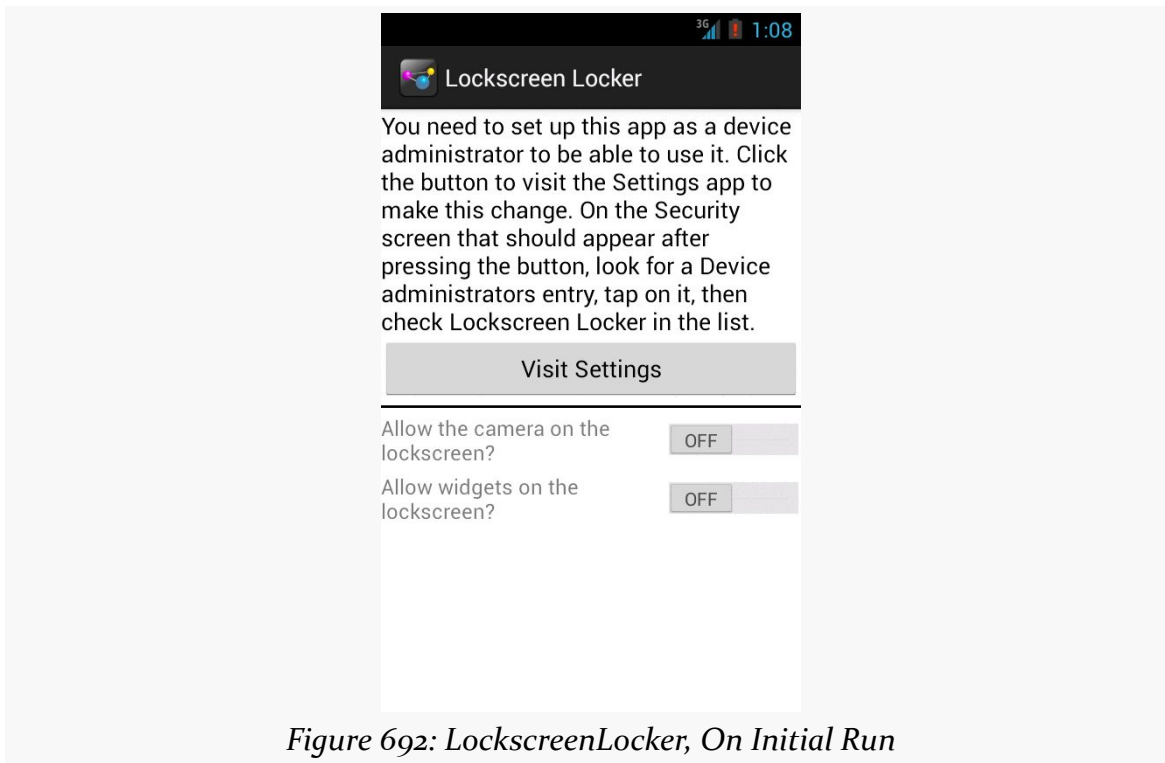 3G 1:08
Lockscreen Locker
You need to set up this app as a device
administrator to be able to use it. Click
the button to visit the Settings app to
make this change. On the Security
screen that should appear after
pressing the button, look for a Device
administrators entry, tap on it, then
check Lockscreen Locker in the list.
Visit Settings
Allow the camera on the
lockscreen?
OFF
Allow widgets on the
lockscreen?
OFF
Figure 692: LockscreenLocker, On Initial Run